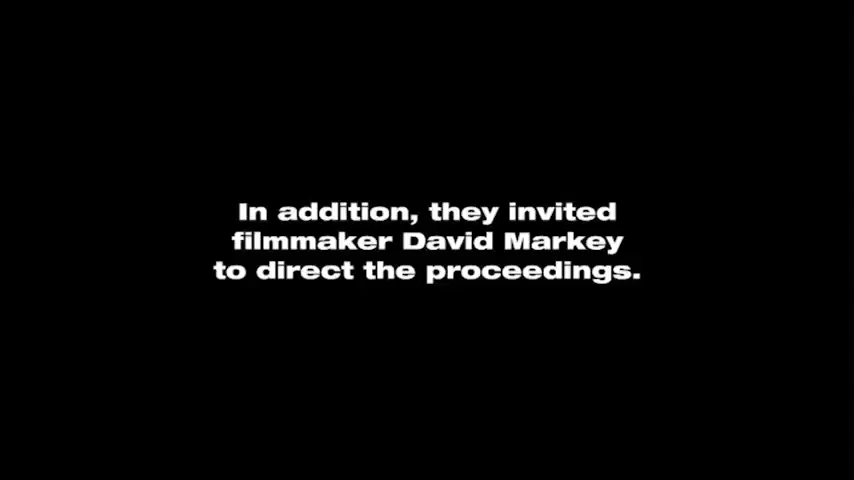 In addition, they invited
filmmaker David Markey
to direct the proceedings.